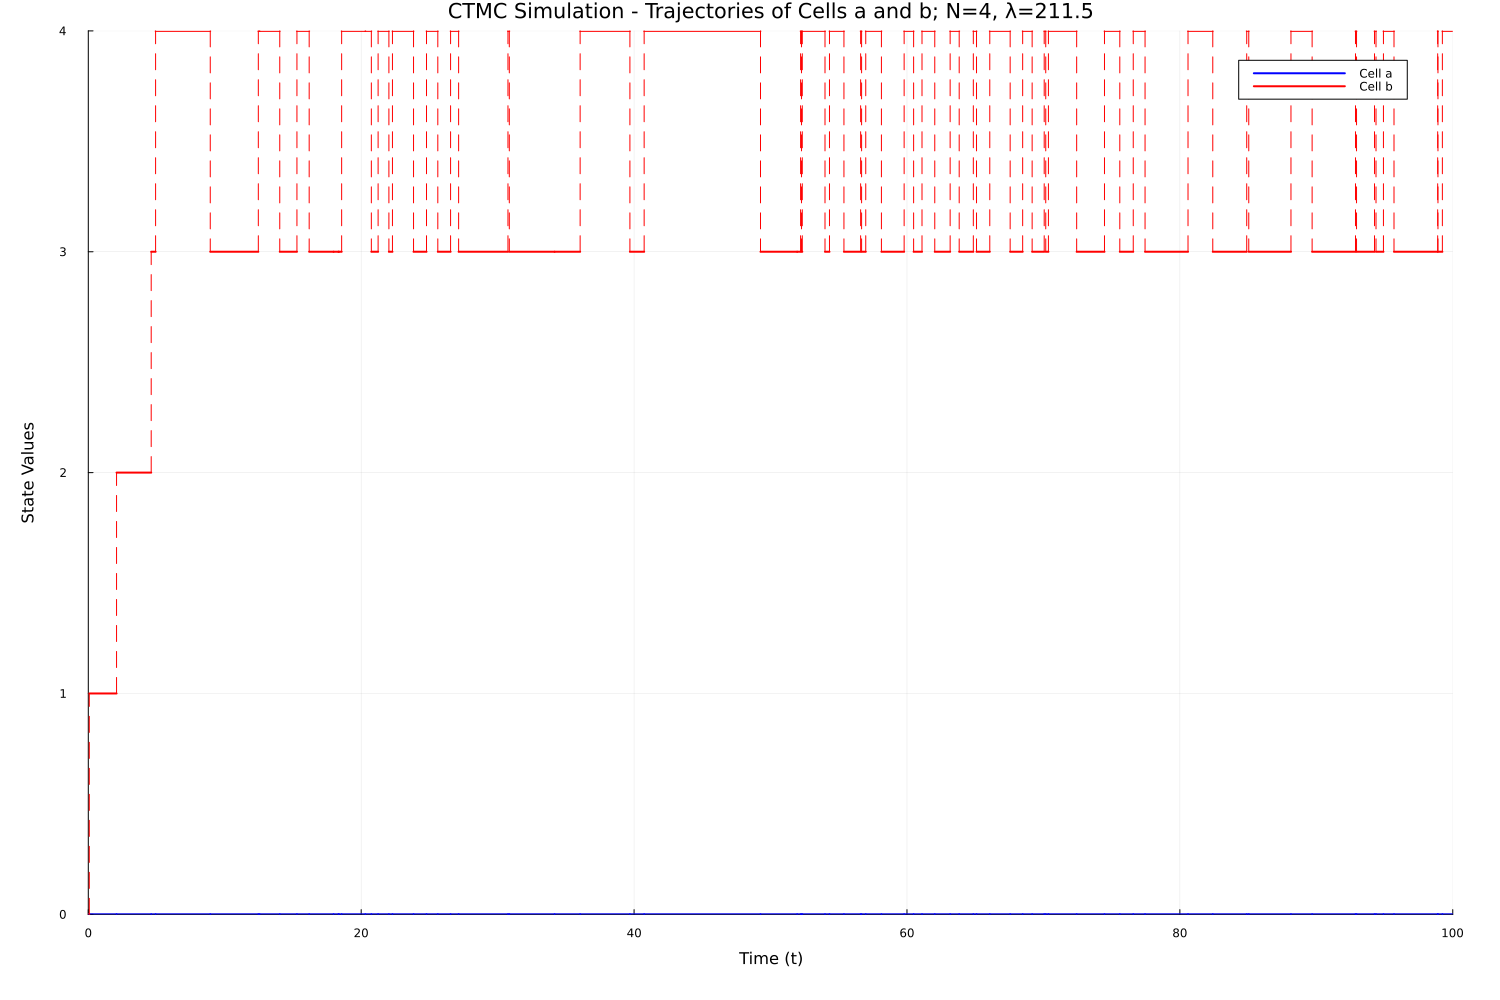 CTMC Simulation - Trajectories of Cells a and b; N=4, λ=211.5
4
Cell a
Cell b
3
State Values
2
1
0
0 20 40 60 80 100
Time (t)